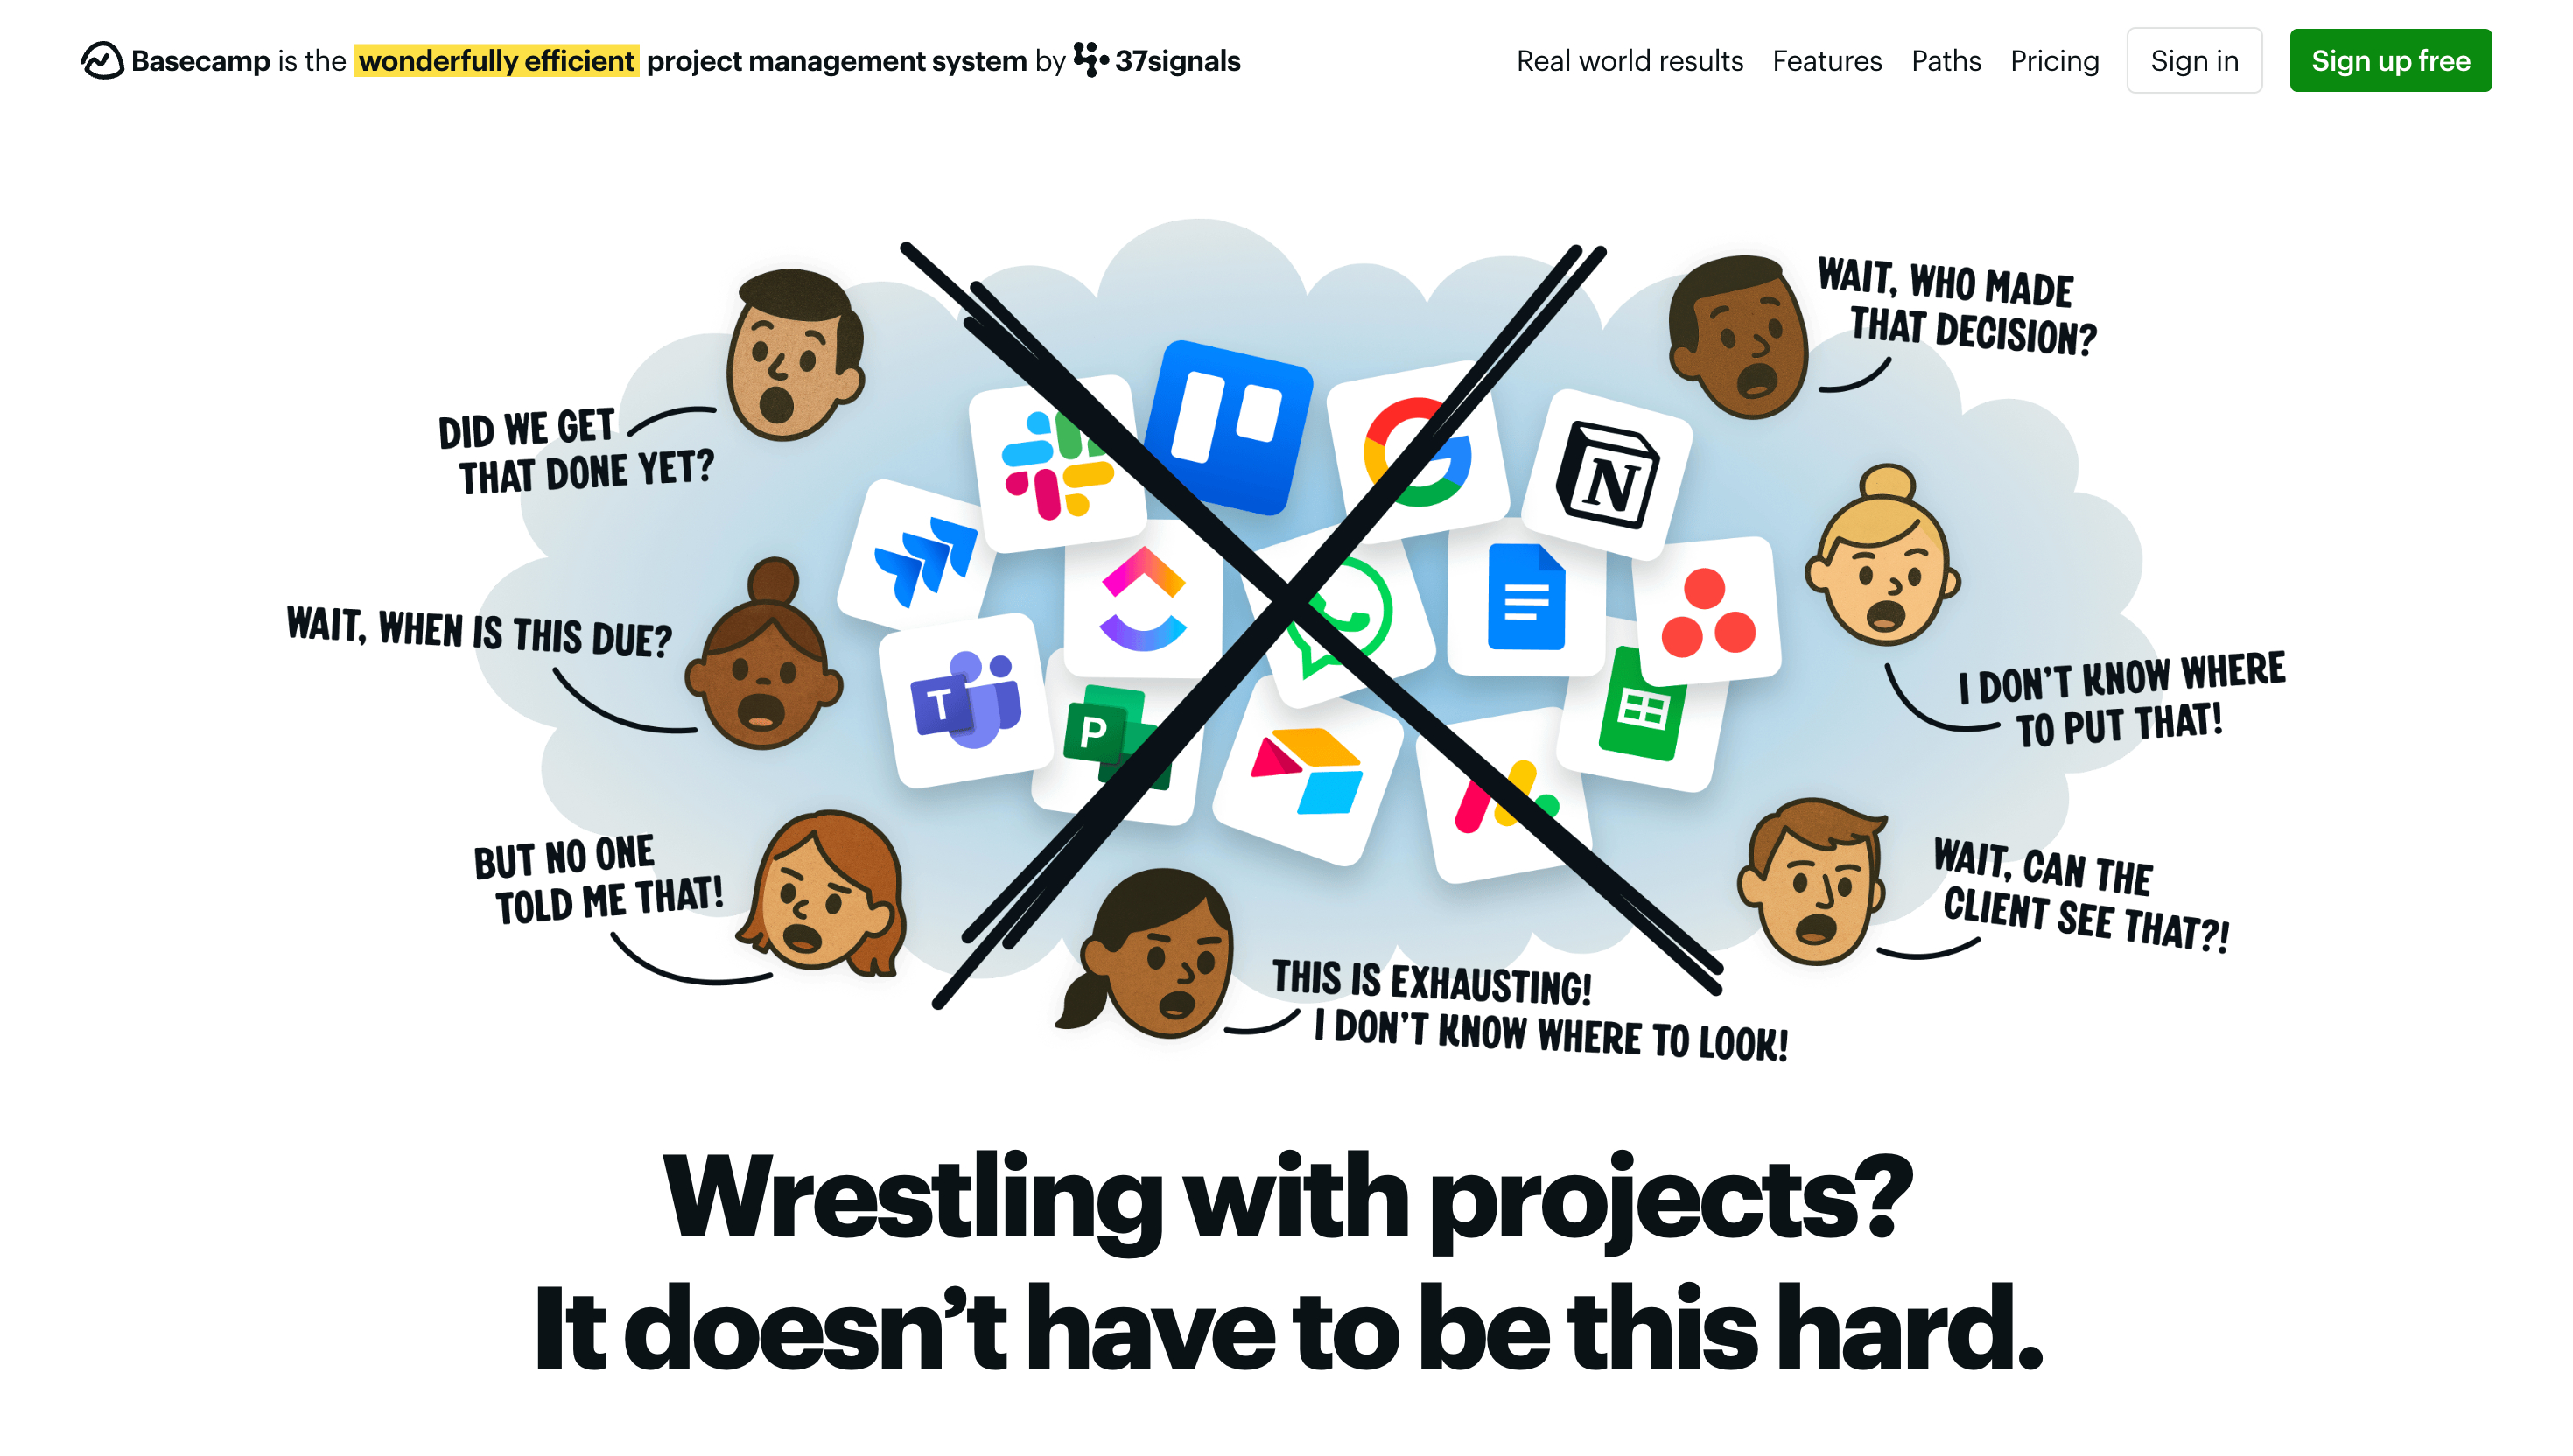 Basecamp is the wonderfully efficient project management system by 37signals
Real world results Features Paths Pricing Sign in Sign up free
WAIT, WHO MADE
THAT DECISION?
DID WE GET
THAT DONE YET?
N
WAIT, WHEN IS THIS DUE?
I DON'T KNOW WHERE
TO PUT THAT!
T
P
BUT NO ONE
TOLD ME THAT!
WAIT, CAN THE
CLIENT SEE THAT?!
THIS IS EXHAUSTING!
I DON'T KNOW WHERE TO LOOK!
Wrestling with projects?
It doesn’t have to be this hard.